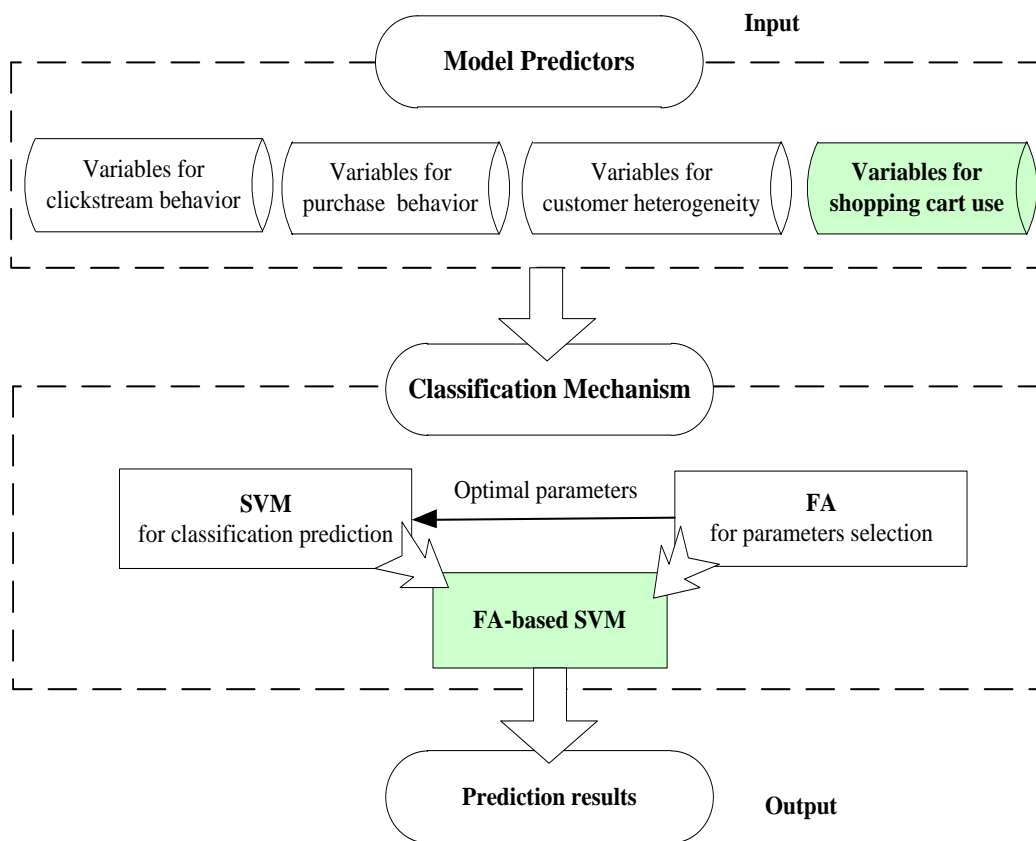 Input
Model Predictors
Variables for
clickstream behavior
Variables for
purchase behavior
Variables for
customer heterogeneity
Variables for
shopping cart use
Classification Mechanism
SVM
for classification prediction
Optimal parameters
FA
for parameters selection
FA-based SVM
Prediction results
Output